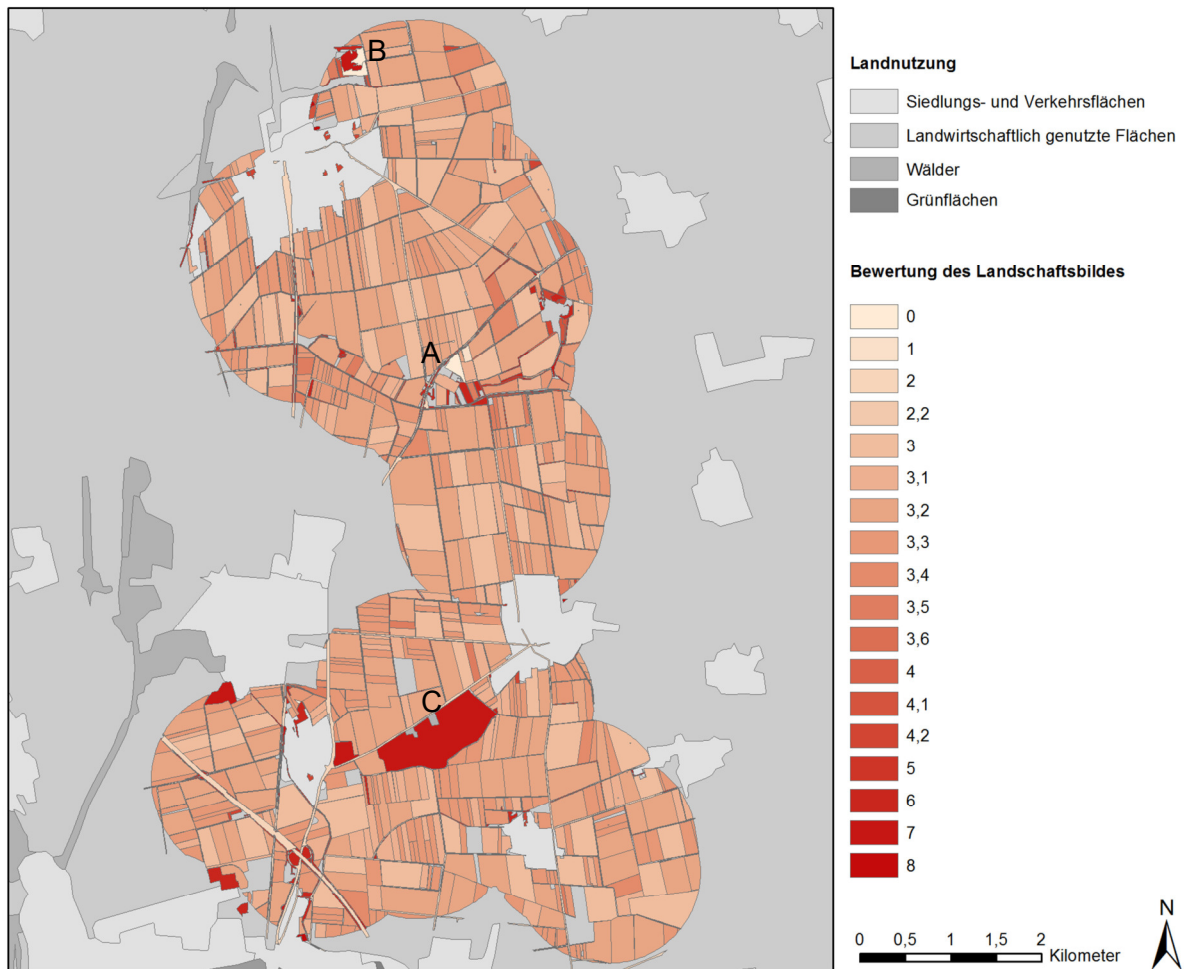 B
A
C
Landnutzung
Siedlungs- und Verkehrsflächen
Landwirtschaftlich genutzte Flächen
Wälder
Grünflächen
Bewertung des Landschaftsbildes
0
1
2
2,2
3
3,1
3,2
3,3
3,4
3,5
3,6
4
4,1
4,2
5
6
7
8
N
0 0,5 1 1,5 2
Kilometer